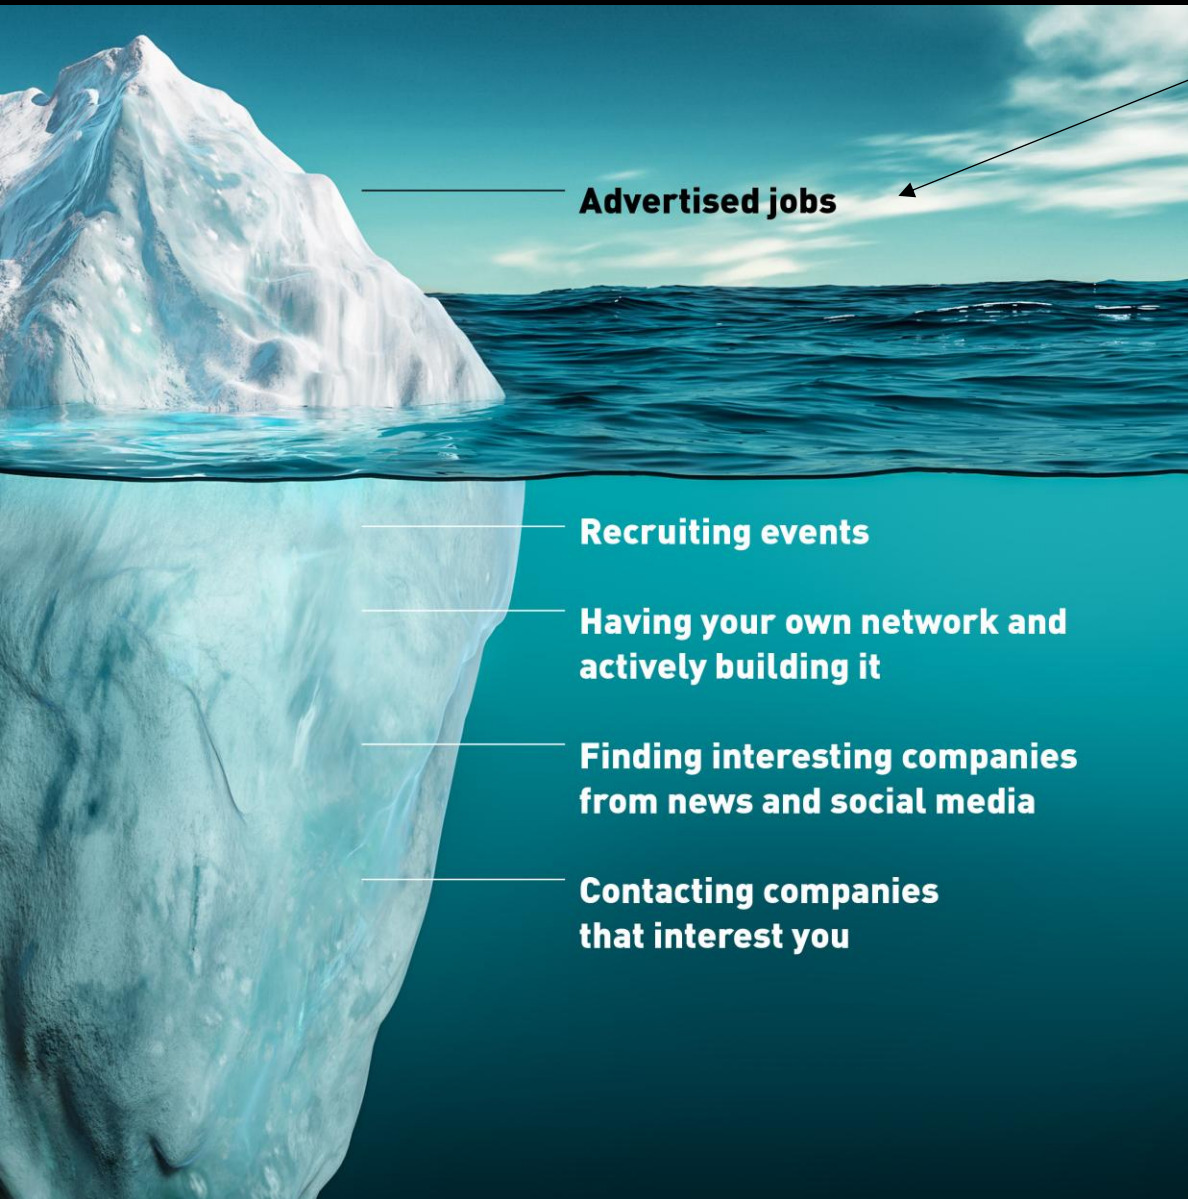 Advertised jobs
Recruiting events
Having your own network and
actively building it
Finding interesting companies
from news and social media
Contacting companies
that interest you